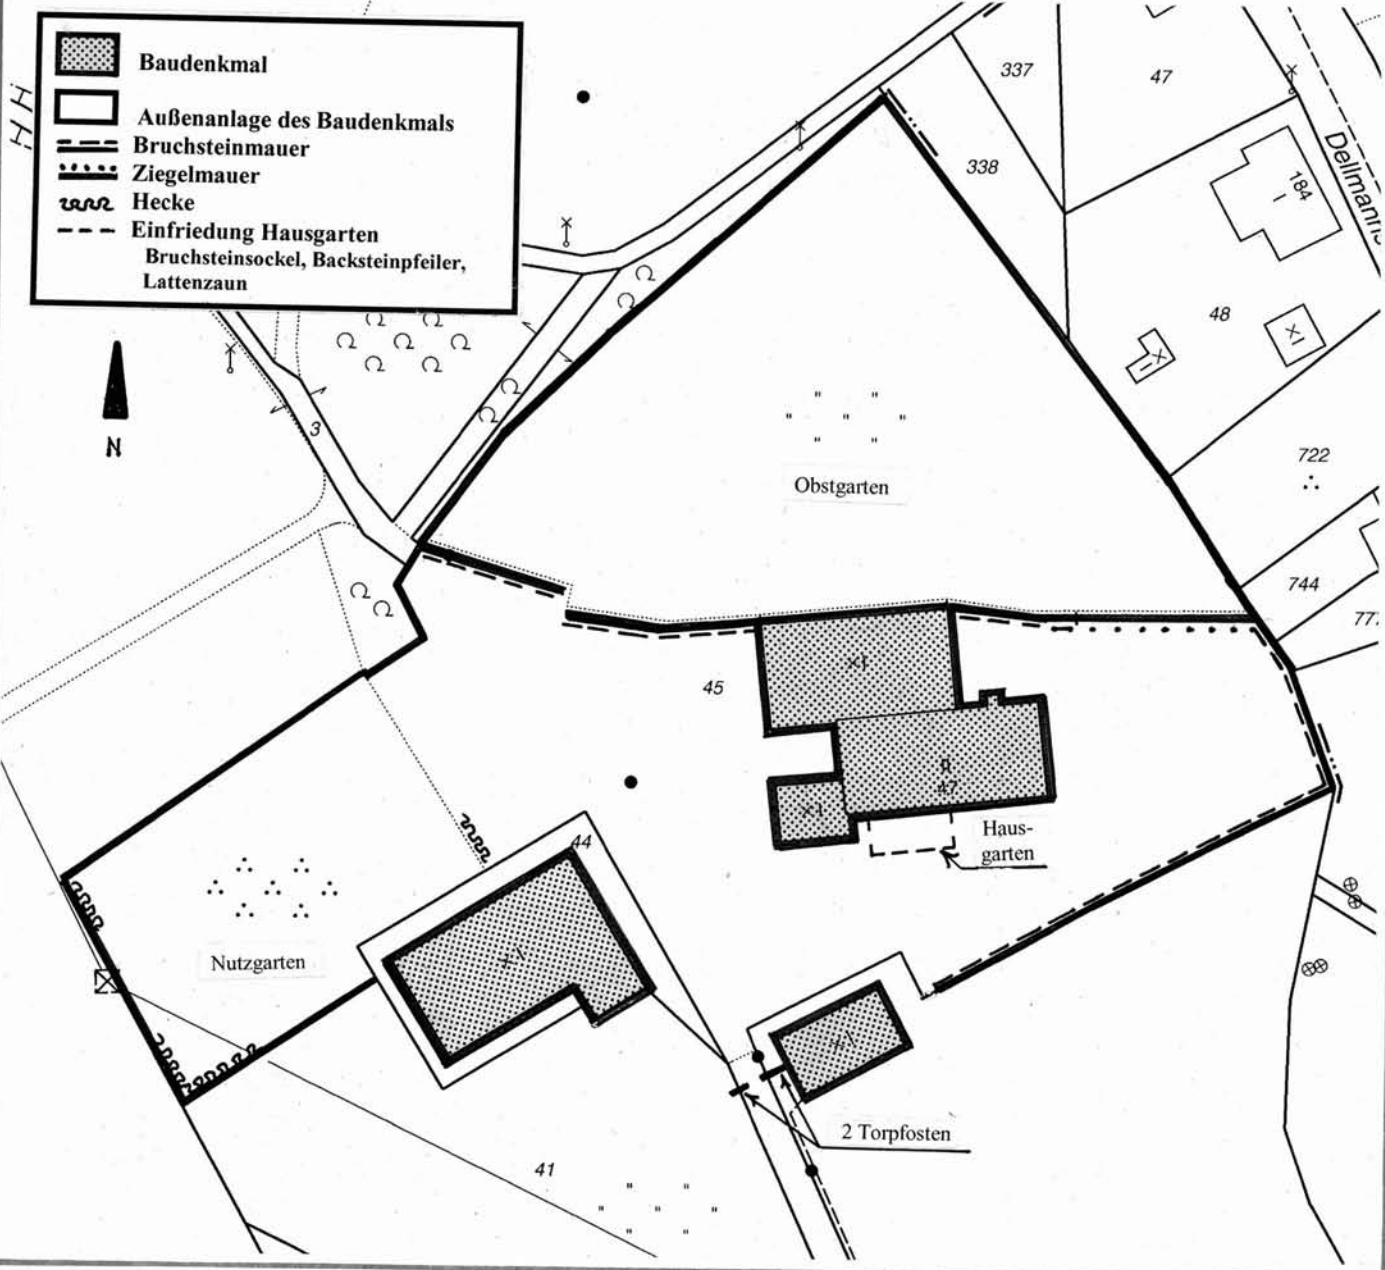 Baudenkmal
Außenanlage des Baudenkmals
Bruchsteinmauer
Ziegelmauer
Hecke
Einfriedung Hausgarten
Bruchsteinsockel, Backsteinpfeiler,
Lattenzaun
N
3
337
47
338
184
I
48
722
744
Obstgarten
45
47
Haus-
garten
44
Nutzgarten
2 Torpfosten
41